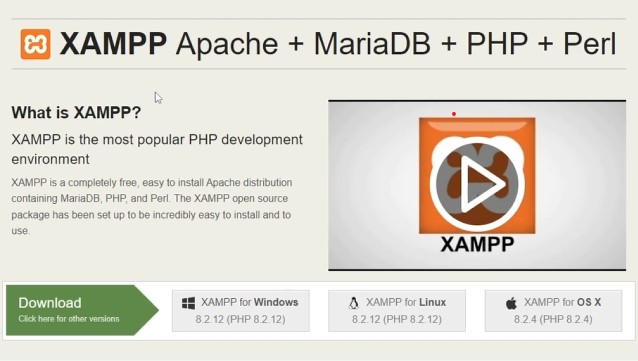 XAMPP Apache + MariaDB + PHP + Perl
What is XAMPP?
XAMPP is the most popular PHP development
environment
XAMPP is a completely free, easy to install Apache distribution
containing MariaDB, PHP, and Perl. The XAMPP open source
package has been set up to be incredibly easy to install and to
use.
XAMPP
Download
Click here for other versions
XAMPP for Windows
8.2.12 (PHP 8.2.12)
XAMPP for Linux
8.2.12 (PHP 8.2.12)
XAMPP for OS X
8.2.4 (PHP 8.2.4)